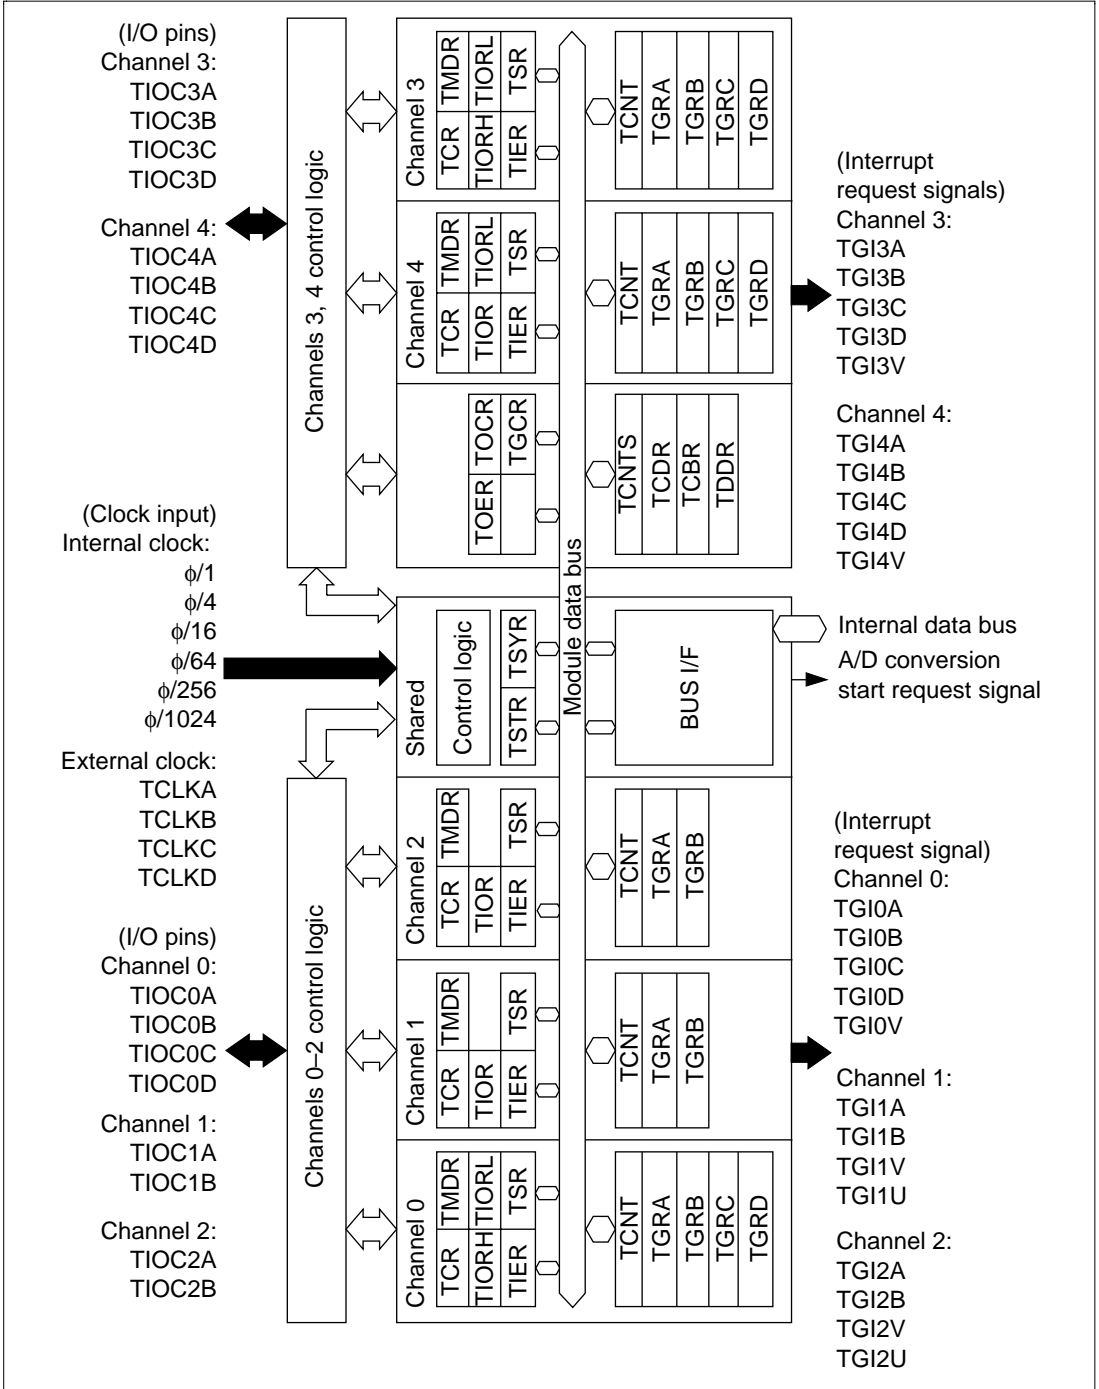 (I/O pins)
Channel 3:
TIOC3A
TIOC3B
TIOC3C
TIOC3D
Channel 4:
TIOC4A
TIOC4B
TIOC4C
TIOC4D
(Clock input)
Internal clock:
ϕ/1
ϕ/4
ϕ/16
ϕ/64
ϕ/256
ϕ/1024
External clock:
TCLKA
TCLKB
TCLKC
TCLKD
(I/O pins)
Channel 0:
TIOC0A
TIOC0B
TIOC0C
TIOC0D
Channel 1:
TIOC1A
TIOC1B
Channel 2:
TIOC2A
TIOC2B
Channels 3, 4 control logic
Channels 0–2 control logic
Channel 3
TCR
TMDR
TIORH
TIORL
TIER
TSR
TCNT
TGRA
TGRB
TGRC
TGRD
Channel 4
TCR
TMDR
TIOR
TIORL
TIER
TSR
TCNT
TGRA
TGRB
TGRC
TGRD
TOER
TOCR
TGCR
TCNTS
TCDR
TCBR
TDDR
Module data bus
Shared
Control logic
TSTR
TSYR
BUS I/F
Channel 2
TCR
TMDR
TIOR
TIER
TSR
TCNT
TGRA
TGRB
Channel 1
TCR
TMDR
TIOR
TIER
TSR
TCNT
TGRA
TGRB
Channel 0
TCR
TMDR
TIORH
TIORL
TIER
TSR
TCNT
TGRA
TGRB
TGRC
TGRD
(Interrupt
request signals)
Channel 3:
TGI3A
TGI3B
TGI3C
TGI3D
TGI3V
Channel 4:
TGI4A
TGI4B
TGI4C
TGI4D
TGI4V
Internal data bus
A/D conversion
start request signal
(Interrupt
request signal)
Channel 0:
TGI0A
TGI0B
TGI0C
TGI0D
TGI0V
Channel 1:
TGI1A
TGI1B
TGI1V
TGI1U
Channel 2:
TGI2A
TGI2B
TGI2V
TGI2U